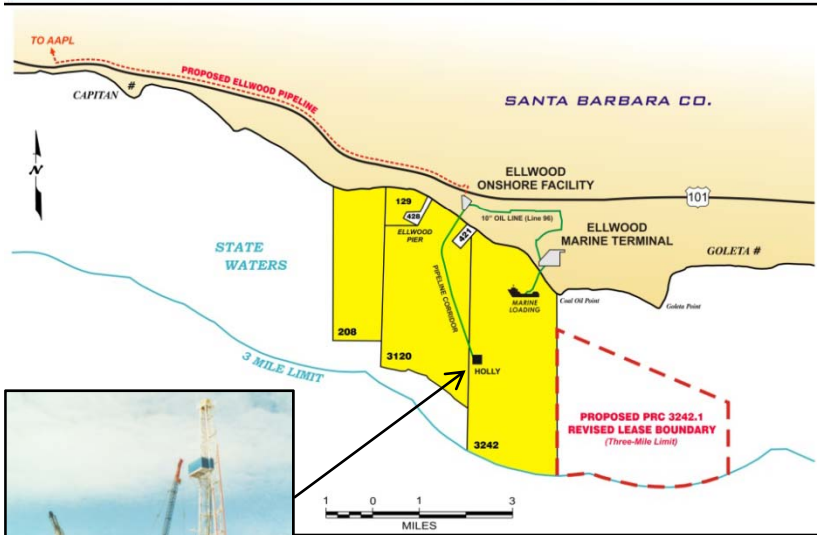 TO AAPL
PROPOSED ELLWOOD PIPELINE
CAPITAN #
SANTA BARBARA CO.
N
ELLWOOD
ONSHORE FACILITY
101
129
428
ELLWOOD
PIER
421
10" OIL LINE (Line 96)
ELLWOOD
MARINE TERMINAL
GOLETA #
STATE
WATERS
PIPELINE CORRIDOR
MARINE
LOADING
Coal Oil Point
Goleta Point
208
3120
HOLLY
3 MILE LIMIT
PROPOSED PRC 3242.1
REVISED LEASE BOUNDARY
(Three-Mile Limit)
3242
1 0 1 3
MILES